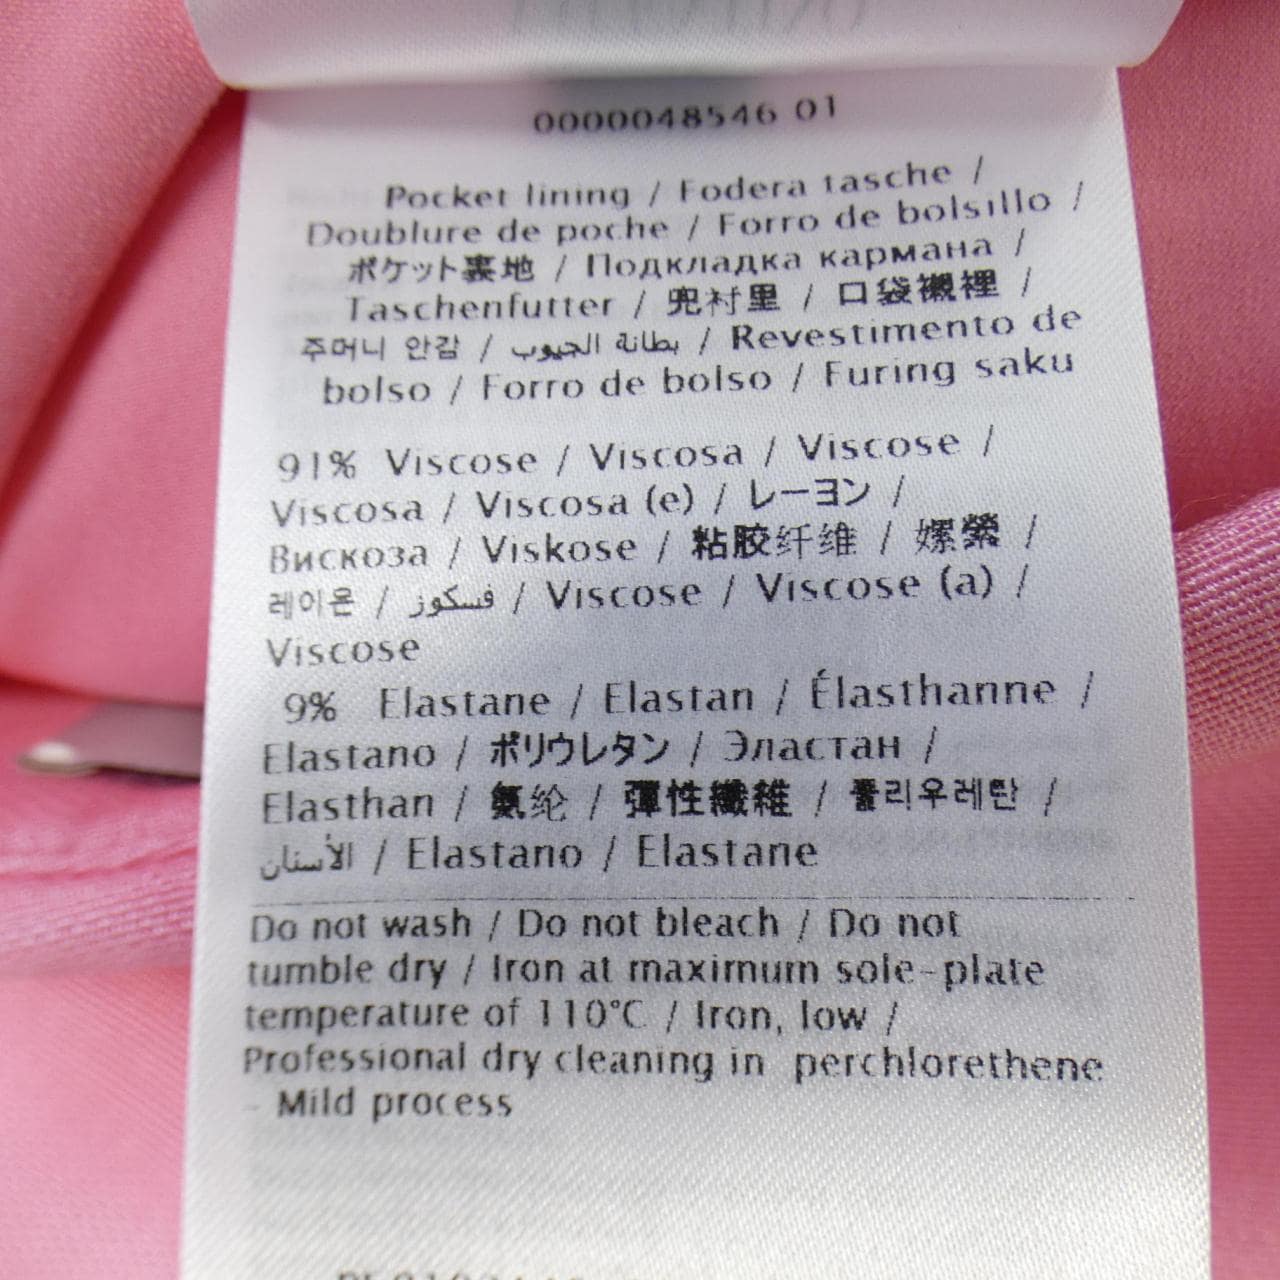 0000048546 01
Pocket lining / Fodera tasche /
Doublure de poche / Forro de bolsillo /
ポケット裏地 / Подкладка кармана /
Taschenfutter / 兜衬里 / 口袋襯裡 /
주머니 안감 / بطانة الجيوب / Revestimento de
bolso / Forro de bolso / Furing saku
91% Viscose / Viscosa / Viscose /
Viscosa / Viscosa (e) / レーヨン /
Вискоза / Viskose / 粘胶纤维 / 嫘縈 /
레이온 / فسكوز / Viscose / Viscose (a) /
Viscose
9% Elastane / Elastan / Élasthanne /
Elastano / ポリウレタン / Эластан /
Elasthan / 氨纶 / 彈性纖維 / 폴리우레탄 /
الأستان / Elastano / Elastane
Do not wash / Do not bleach / Do not
tumble dry / Iron at maximum sole-plate
temperature of 110°C / Iron, low /
Professional dry cleaning in perchlorethene
- Mild process